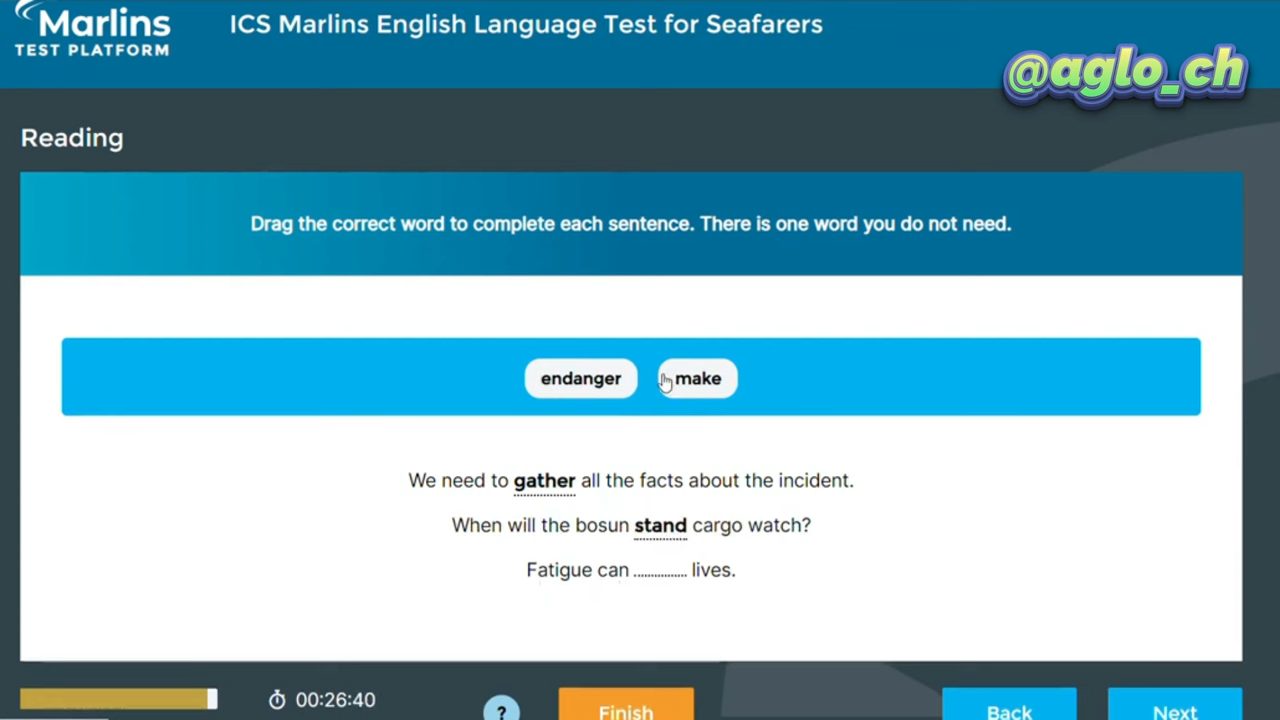 Marlins
TEST PLATFORM
ICS Marlins English Language Test for Seafarers
@aglo_ch
Reading
Drag the correct word to complete each sentence. There is one word you do not need.
endanger make
We need to gather all the facts about the incident.
When will the bosun stand cargo watch?
Fatigue can .............. lives.
00:26:40
?
Finish
Back
Next